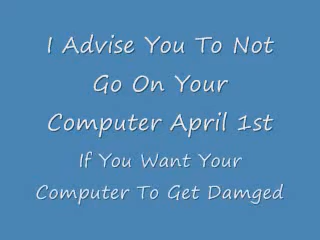 I Advise You To Not
Go On Your
Computer April 1st
If You Want Your
Computer To Get Damged